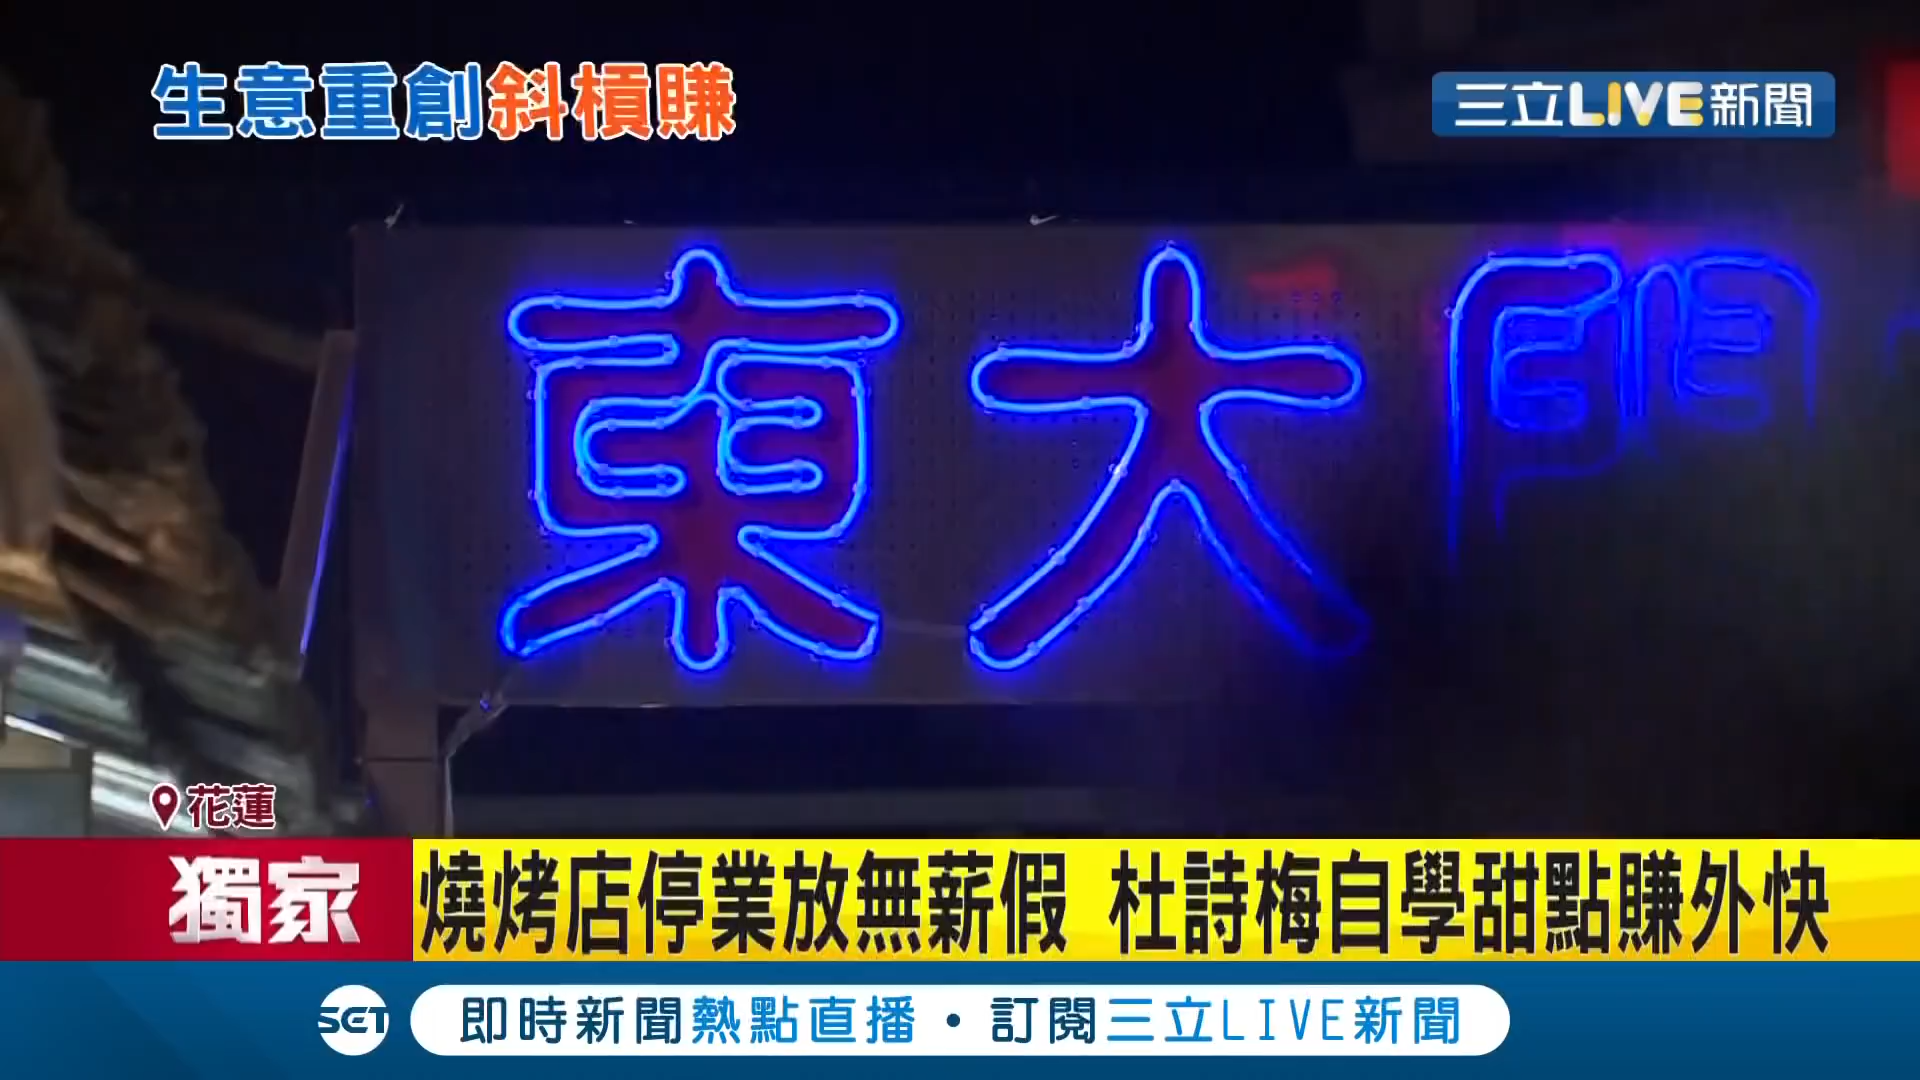 生意重創斜槓賺
三立LIVE新聞
東大門
花蓮
獨家
燒烤店停業放無薪假 杜詩梅自學甜點賺外快
SET
即時新聞熱點直播・訂閱三立LIVE新聞